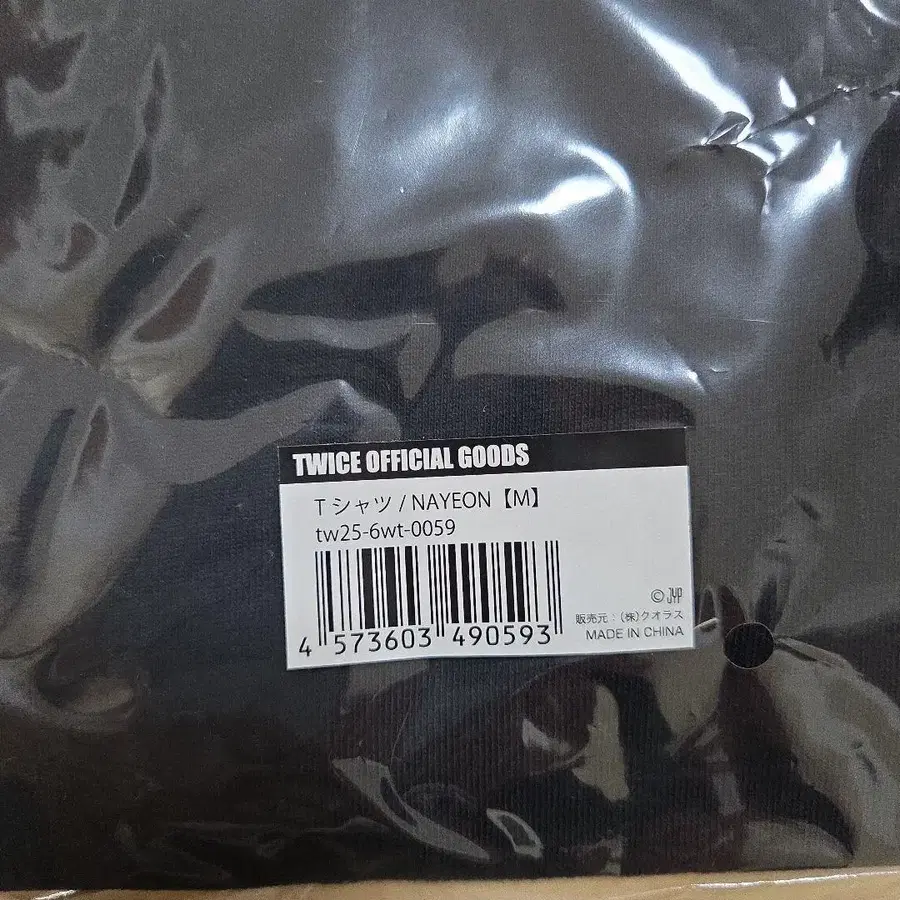 TWICE OFFICIAL GOODS
Tシャツ / NAYEON【M】
tw25-6wt-0059
4 573603 490593
© JYP
販売元：(株)クオラス
MADE IN CHINA